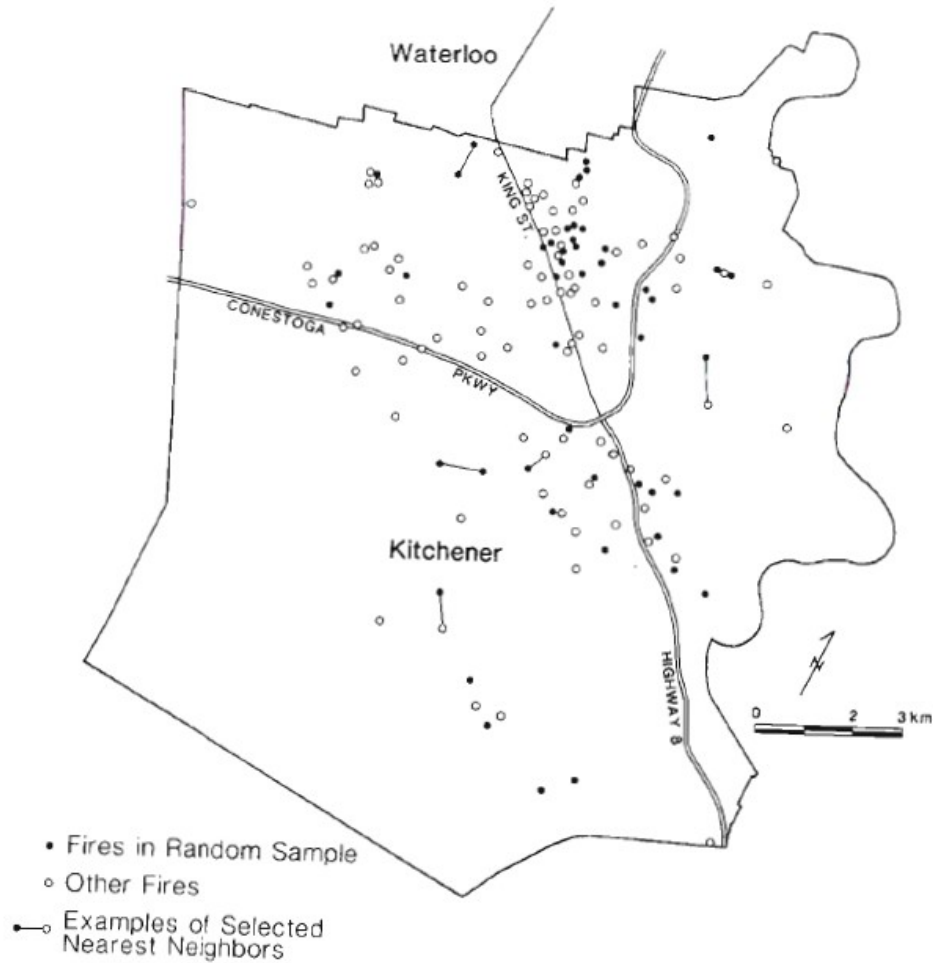 Waterloo
KING ST.
CONESTOGA
PKWY
Kitchener
HIGHWAY 8
N
0 2 3 km
Fires in Random Sample
Other Fires
Examples of Selected
Nearest Neighbors